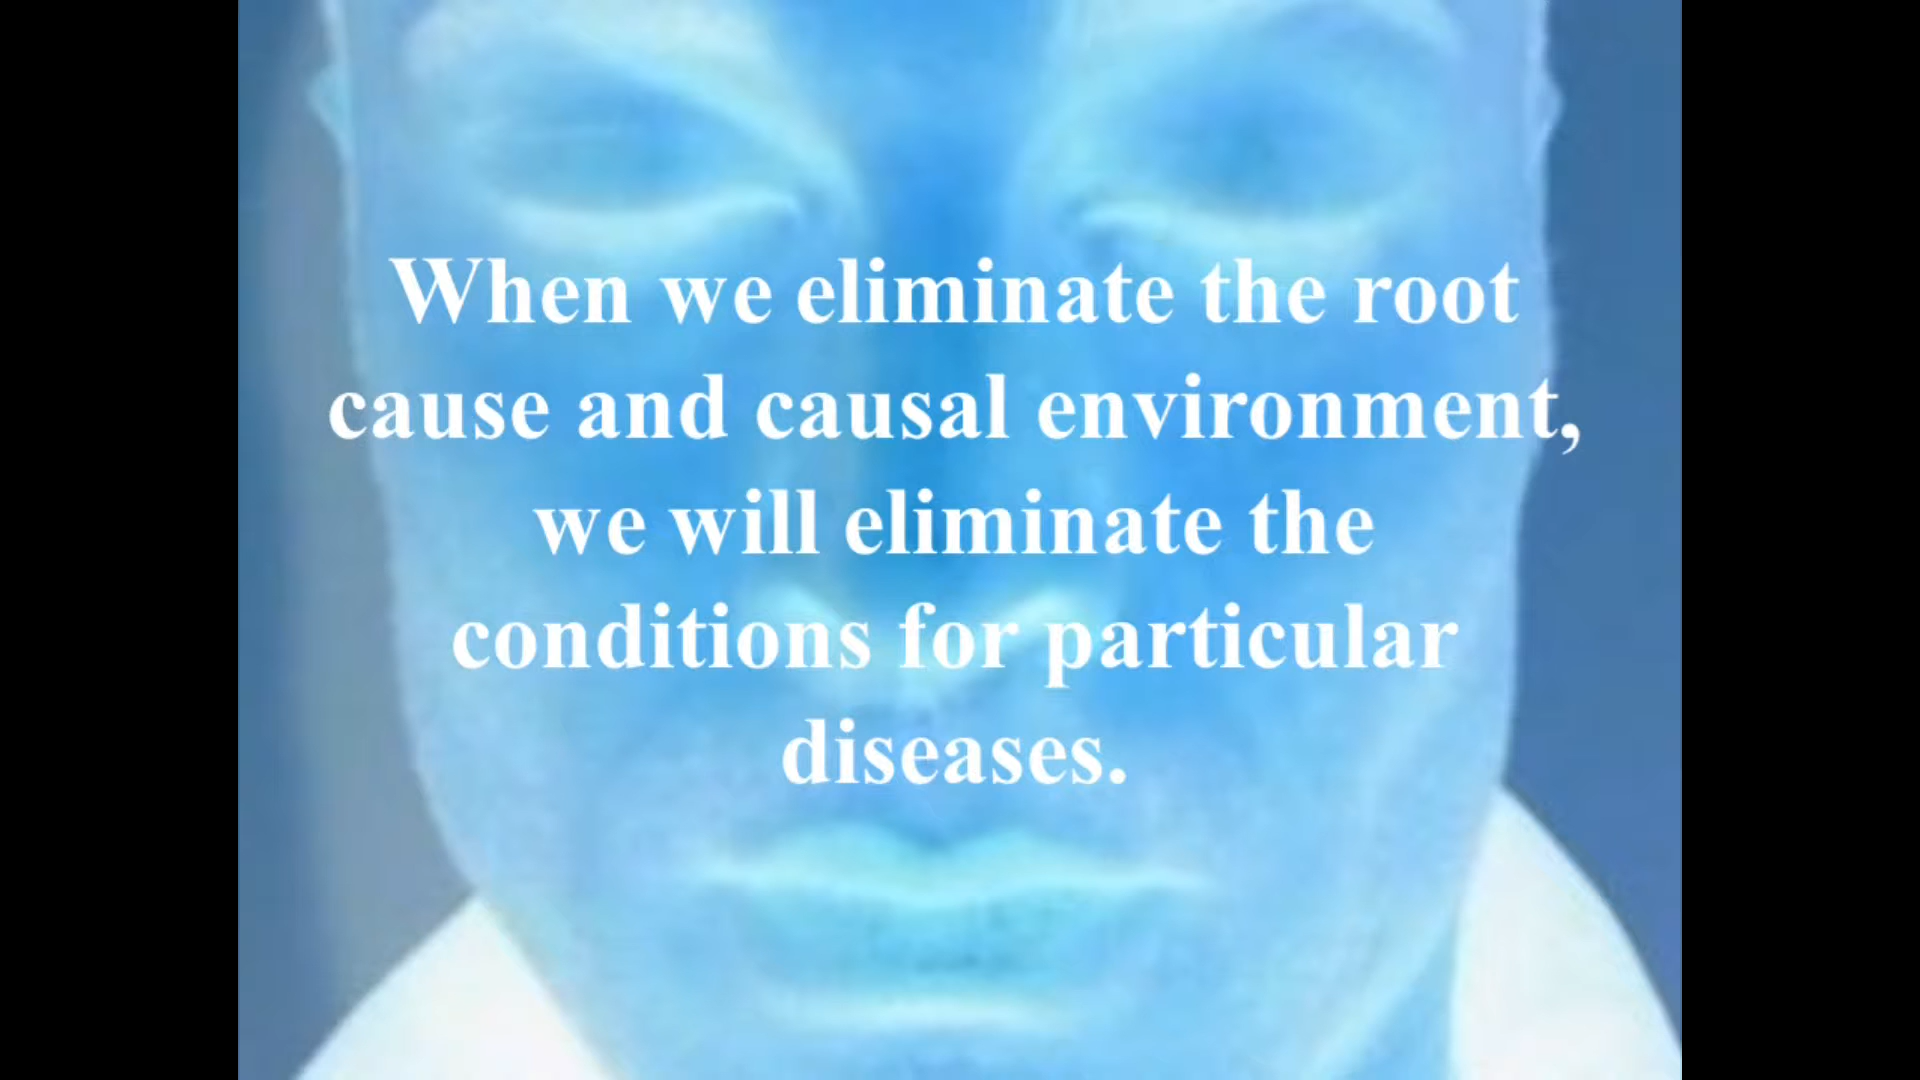 When we eliminate the root
cause and causal environment,
we will eliminate the
conditions for particular
diseases.